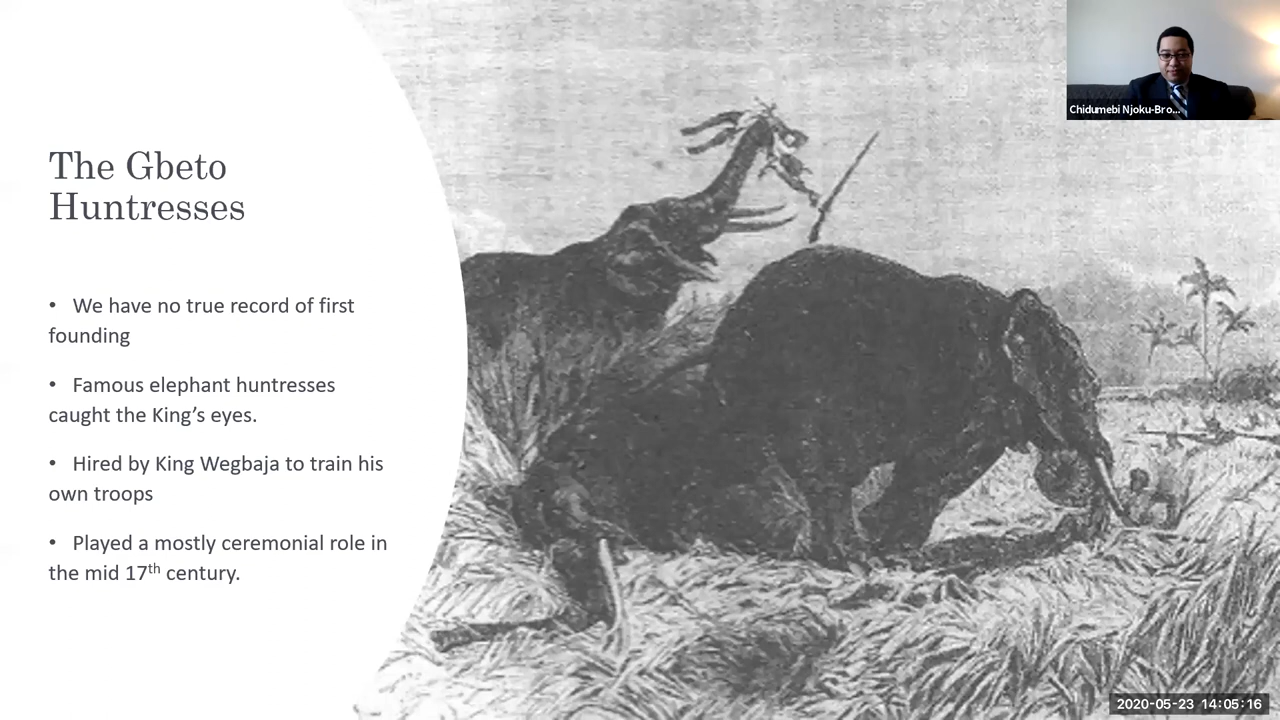 The Gbeto
Huntresses
• We have no true record of first
founding
• Famous elephant huntresses
caught the King’s eyes.
• Hired by King Wegbaja to train his
own troops
• Played a mostly ceremonial role in
the mid 17th century.
Chidumebi Njoku-Bro...
2020-05-23 14:05:16